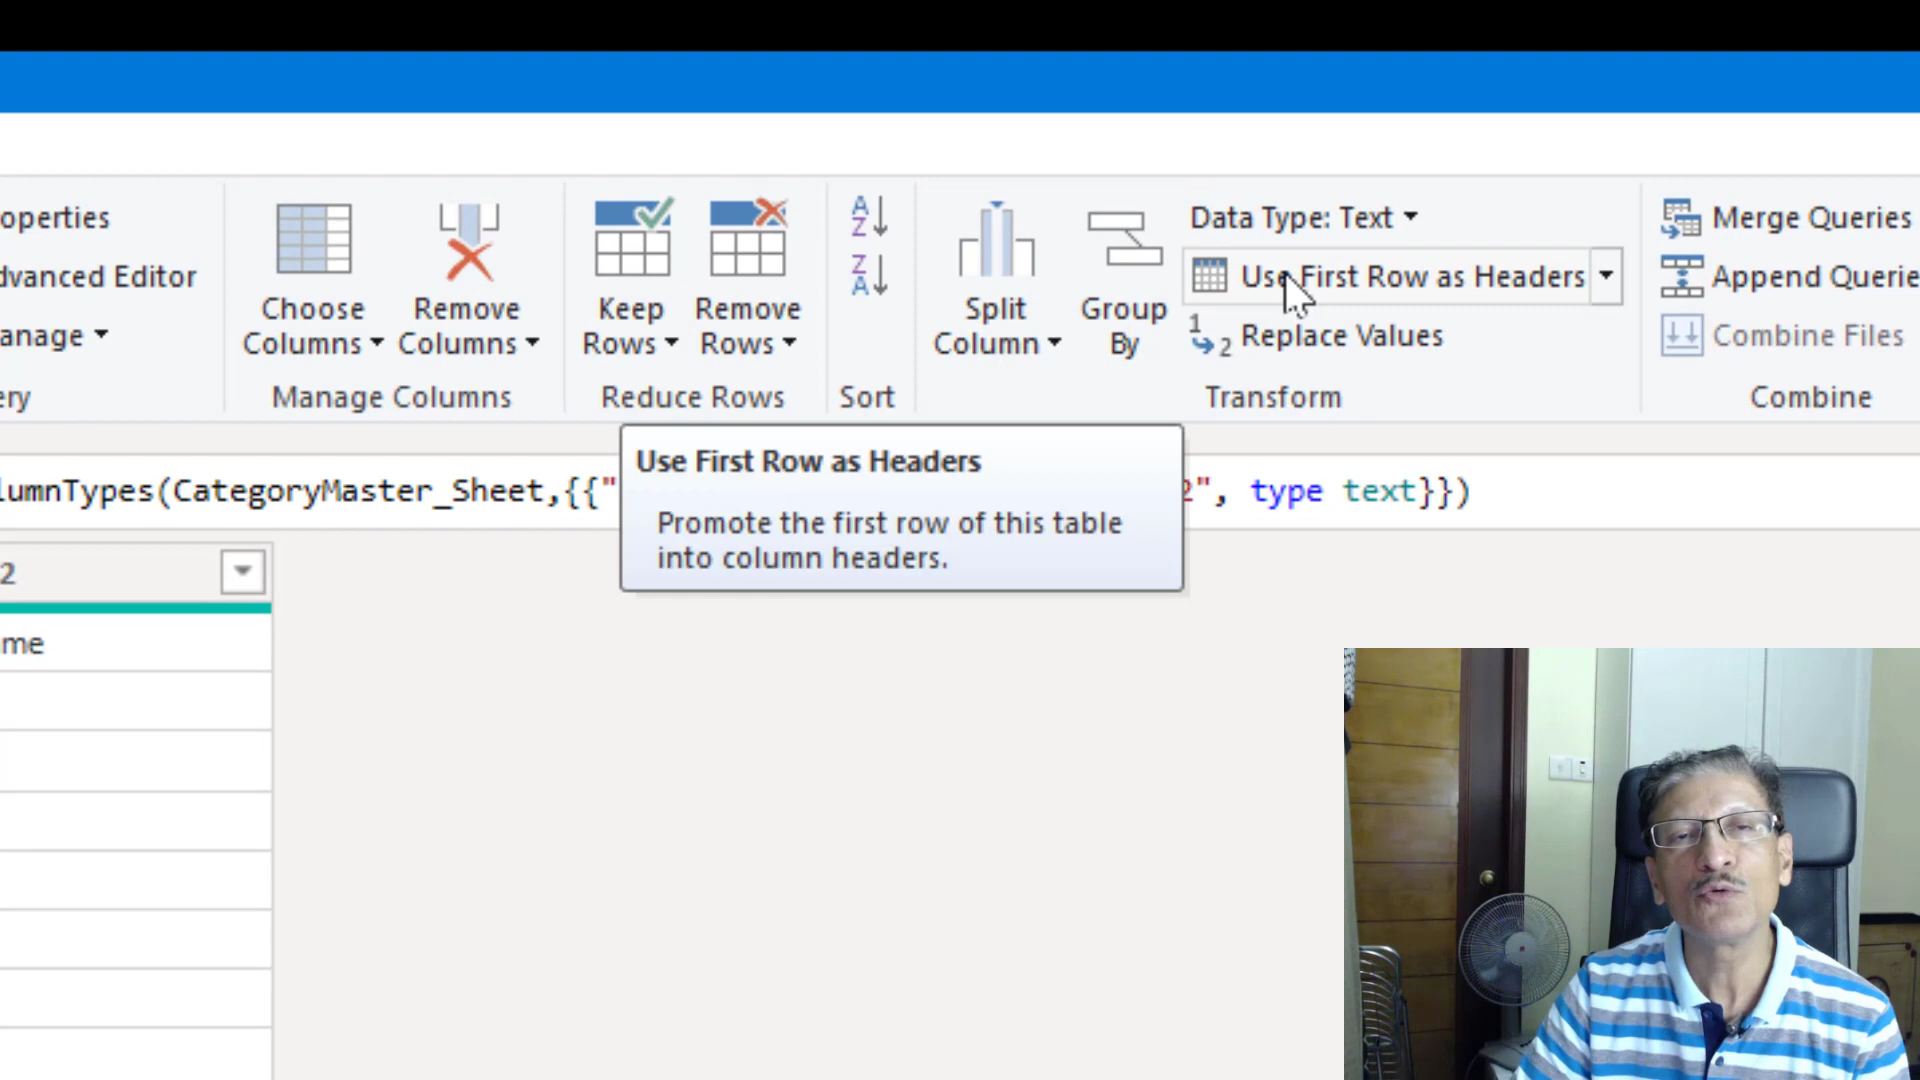 operties
dvanced Editor
anage
ery
Choose
Columns
Remove
Columns
Manage Columns
Keep
Rows
Remove
Rows
Reduce Rows
A
Z
Z
A
Sort
Split
Column
Group
By
Data Type: Text
Use First Row as Headers
1
2
Replace Values
Transform
Merge Queries
Append Querie
Combine Files
Combine
lumnTypes(CategoryMaster_Sheet,{{"
2", type text}})
Use First Row as Headers
Promote the first row of this table
into column headers.
2
me